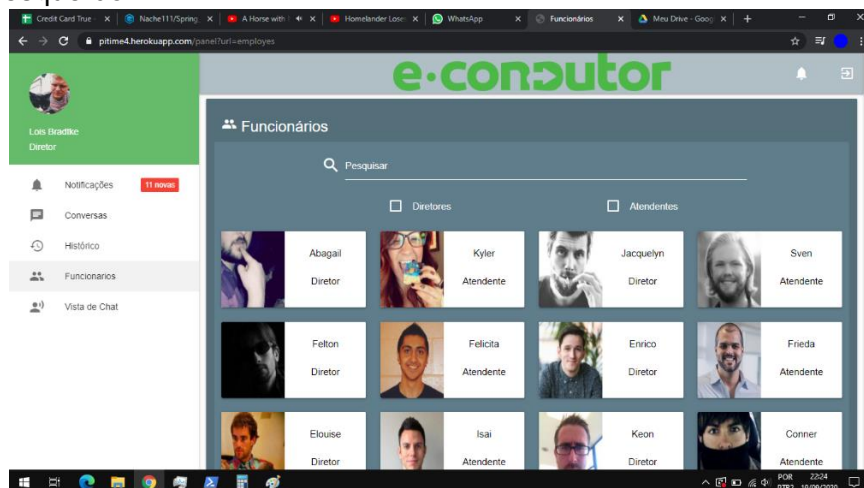 Credit Card True -
Nache111/Spring.
A Horse with
Homelander Lose
WhatsApp
Funcionários
Meu Drive - Goog
pitime4.herokuapp.com/panel?url=employes
e-condutor
Lois Bradtke
Diretor
Notificações
11 novas
Conversas
Histórico
Funcionarios
Vista de Chat
Funcionários
Pesquisar
Diretores
Atendentes
Abagail
Diretor
Kyler
Atendente
Jacquelyn
Diretor
Sven
Atendente
Felton
Diretor
Felicita
Atendente
Enrico
Diretor
Frieda
Atendente
Elouise
Diretor
Isai
Atendente
Keon
Diretor
Conner
Atendente
POR
22:24
PTB2